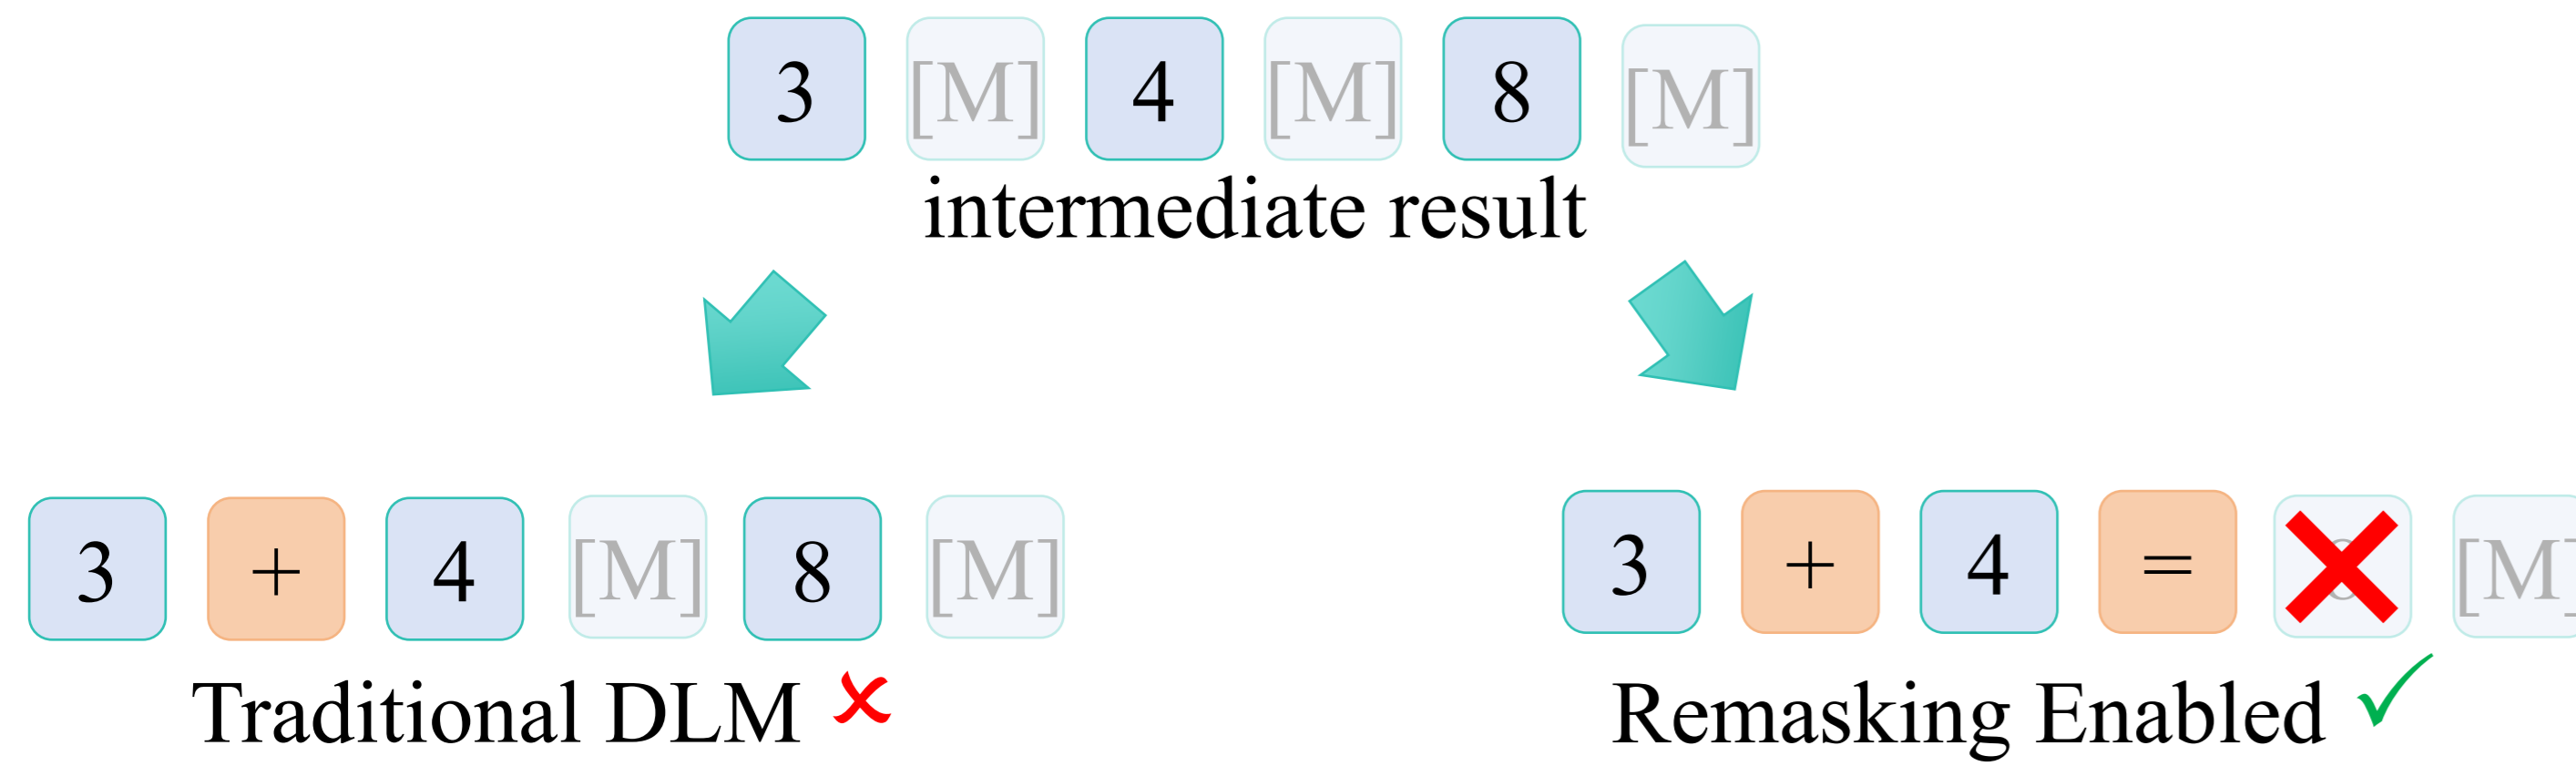 3 [M] 4 [M] 8 [M]
intermediate result
3 + 4 [M] 8 [M]
3 + 4 = [M]
Traditional DLM ✗
Remasking Enabled ✓